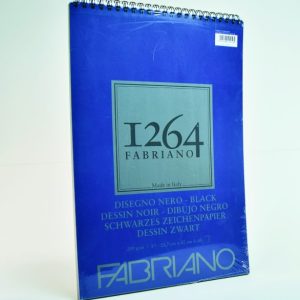 1264
FABRIANO
Made in Italy
DISEGNO NERO - BLACK
DESSIN NOIR - DIBUJO NEGRO
SCHWARZES ZEICHENPAPIER
DESSIN ZWART
FABRIANO